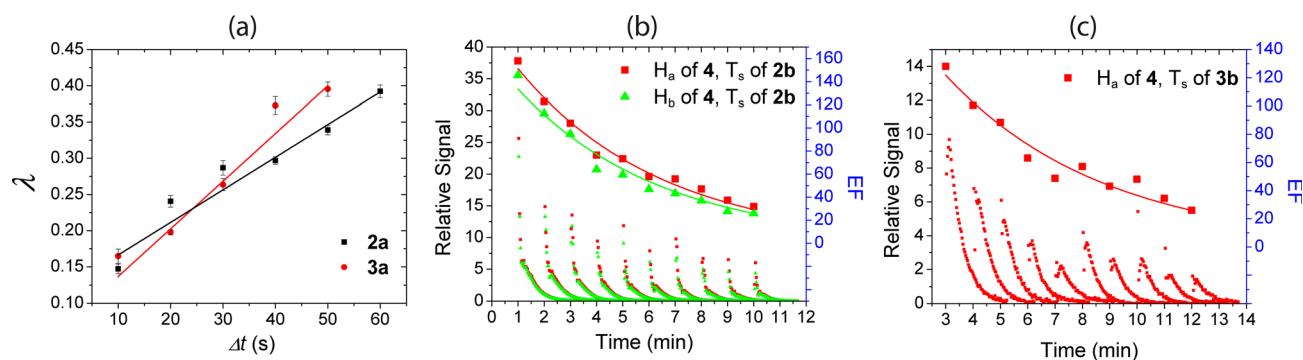 (a)
0.45
0.40
0.35
0.30
0.25
0.20
0.15
0.10
λ
10 20 30 40 50 60
Δt (s)
2a
3a
(b)
40
35
30
25
20
15
10
5
0
Relative Signal
Hₐ of 4, Tₛ of 2b
H_b of 4, Tₛ of 2b
160
140
120
100
80
60
40
20
0
EF
0 1 2 3 4 5 6 7 8 9 10 11 12
Time (min)
(c)
14
12
10
8
6
4
2
0
Relative Signal
Hₐ of 4, Tₛ of 3b
140
120
100
80
60
40
20
0
EF
3 4 5 6 7 8 9 10 11 12 13 14
Time (min)